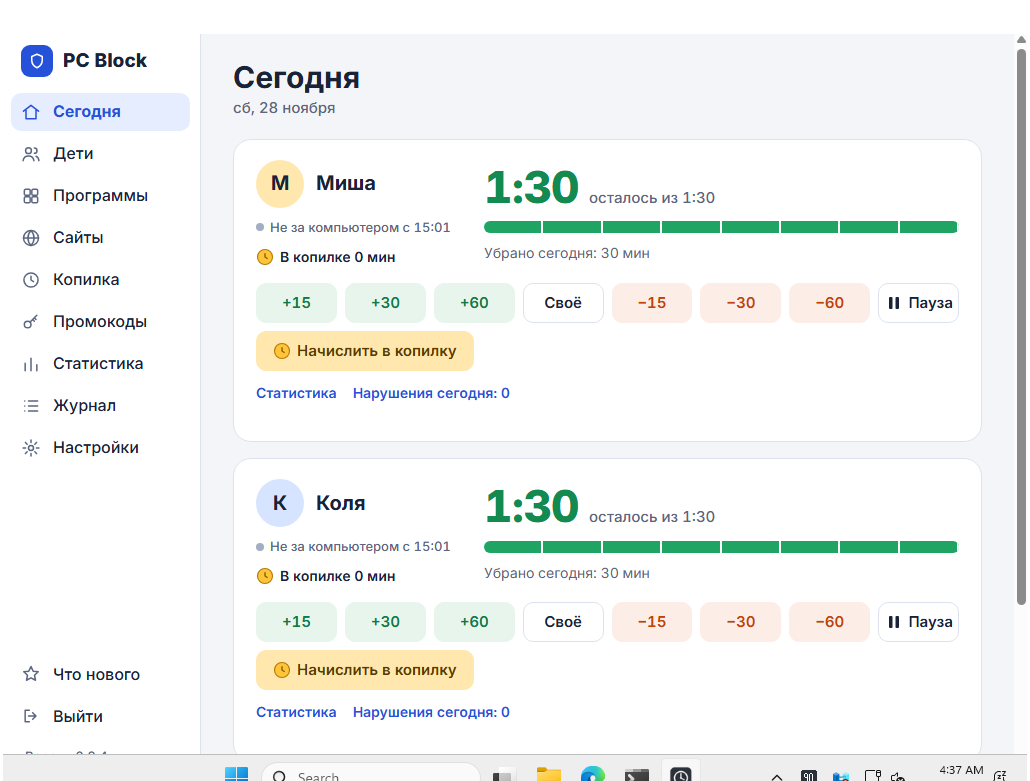 PC Block
Сегодня
Дети
Программы
Сайты
Копилка
Промокоды
Статистика
Журнал
Настройки
Что нового
Выйти
Сегодня
сб, 28 ноября
М Миша
1:30 осталось из 1:30
Не за компьютером с 15:01
В копилке 0 мин
Убрано сегодня: 30 мин
+15 +30 +60 Своё −15 −30 −60 Пауза
Начислить в копилку
Статистика Нарушения сегодня: 0
К Коля
1:30 осталось из 1:30
Не за компьютером с 15:01
В копилке 0 мин
Убрано сегодня: 30 мин
+15 +30 +60 Своё −15 −30 −60 Пауза
Начислить в копилку
Статистика Нарушения сегодня: 0
Search
4:37 AM